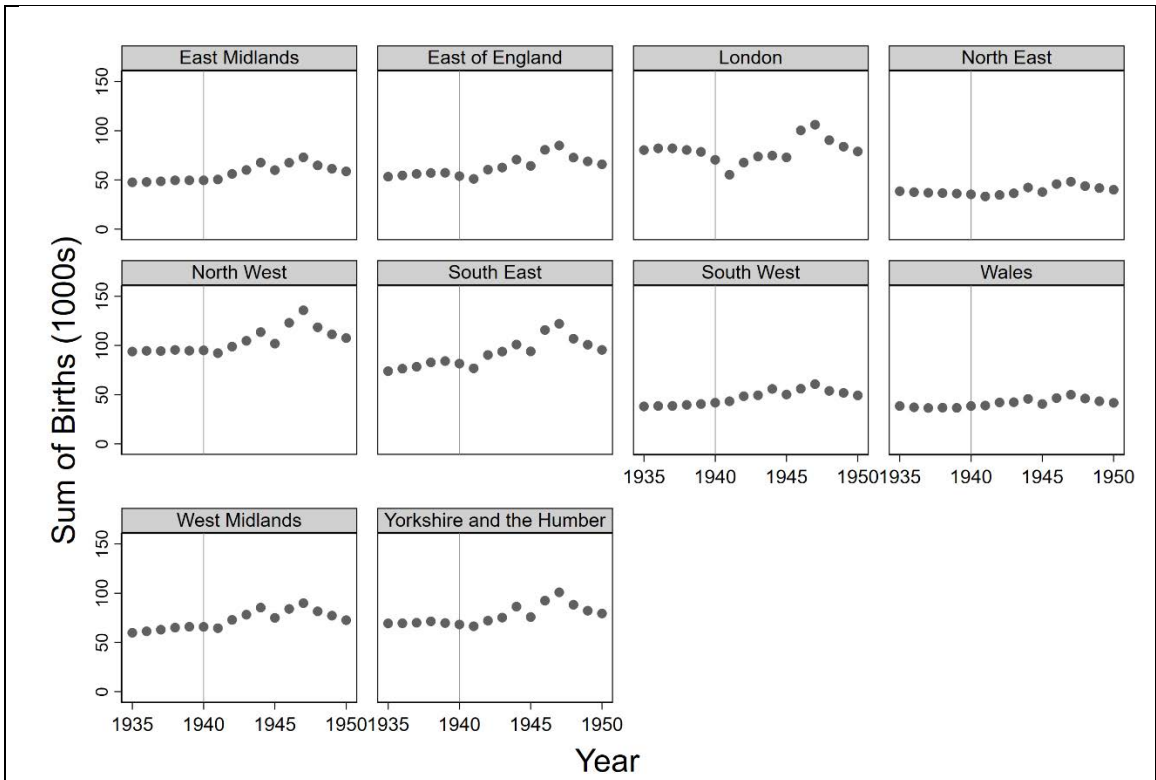 East Midlands
East of England
London
North East
0 50 100 150
North West
South East
South West
Wales
0 50 100 150
1935 1940 1945 1950
1935 1940 1945 1950
West Midlands
Yorkshire and the Humber
0 50 100 150
1935 1940 1945 1950
1935 1940 1945 1950
Sum of Births (1000s)
Year